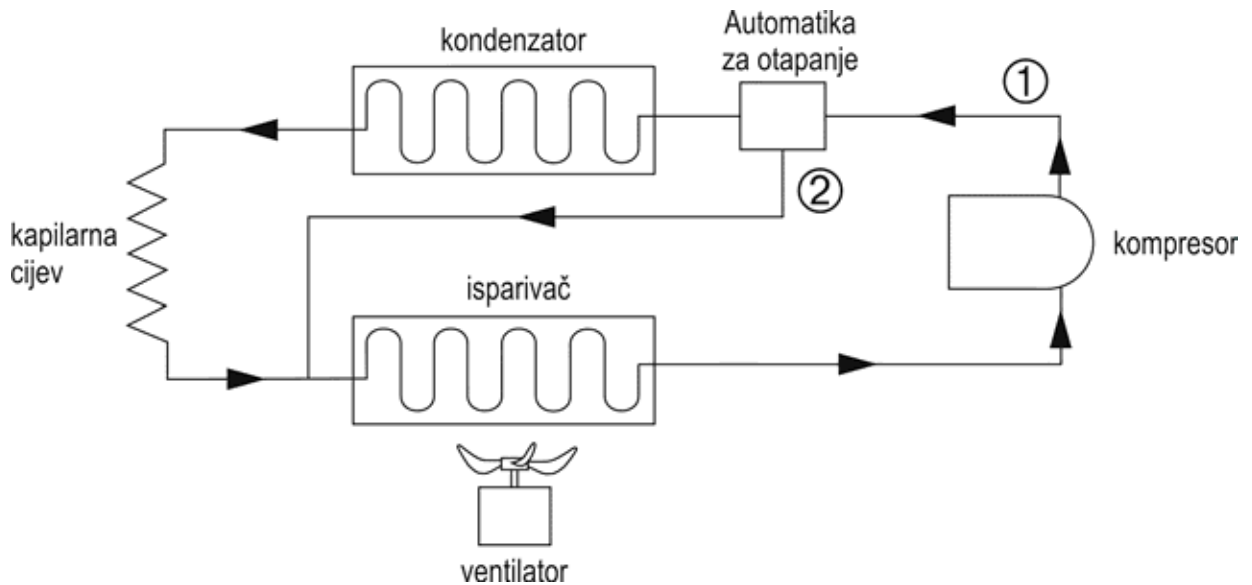 kondenzator
Automatika
za otapanje
①
②
kapilarna
cijev
kompresor
isparivač
ventilator